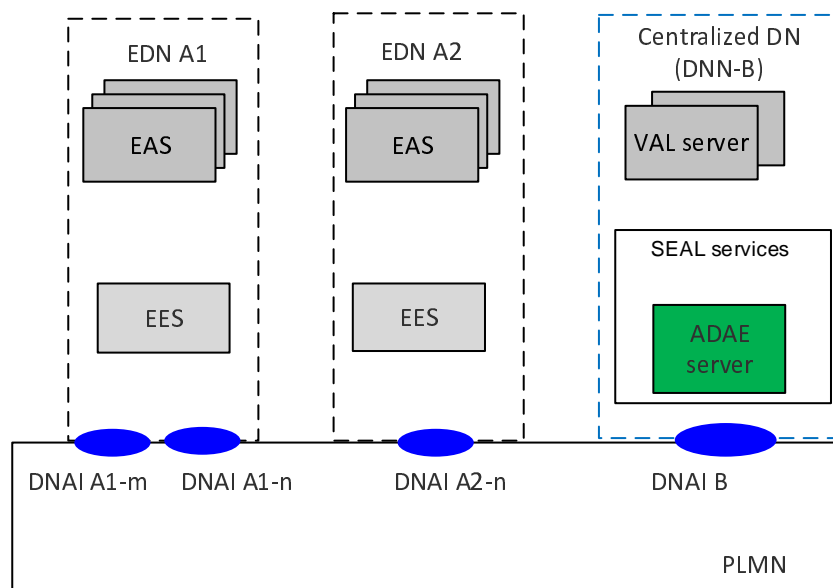 EDN A1
EDN A2
Centralized DN
(DNN-B)
EAS
EAS
VAL server
SEAL services
EES
EES
ADAE
server
DNAI A1-m
DNAI A1-n
DNAI A2-n
DNAI B
PLMN